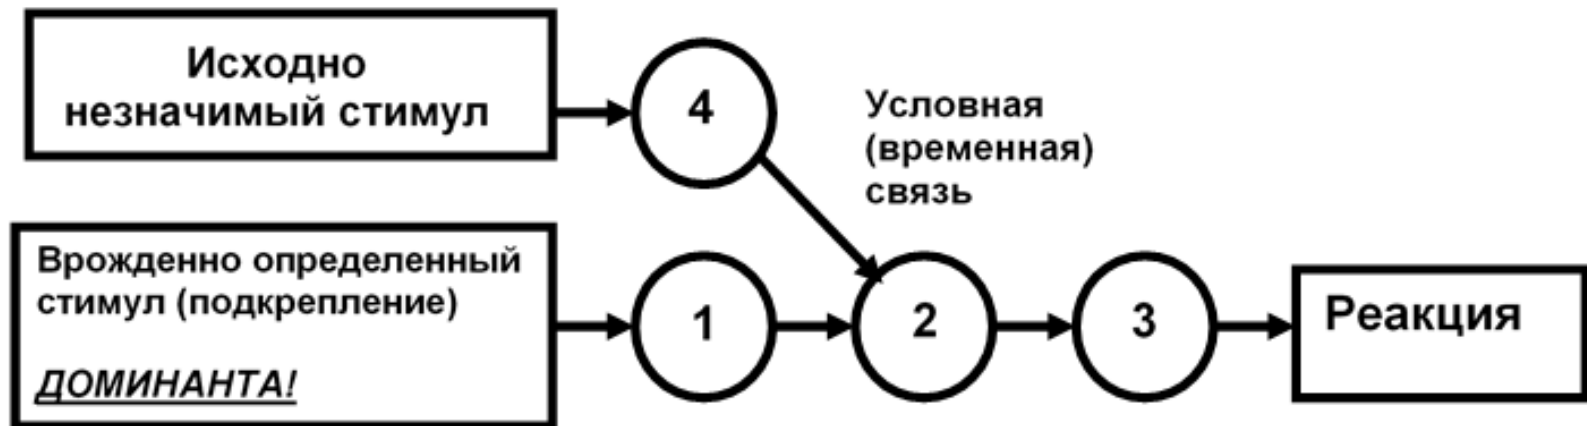 Исходно
незначимый стимул
4
Условная
(временная)
связь
Врожденно определенный
стимул (подкрепление)
ДОМИНАНТА!
1
2
3
Реакция